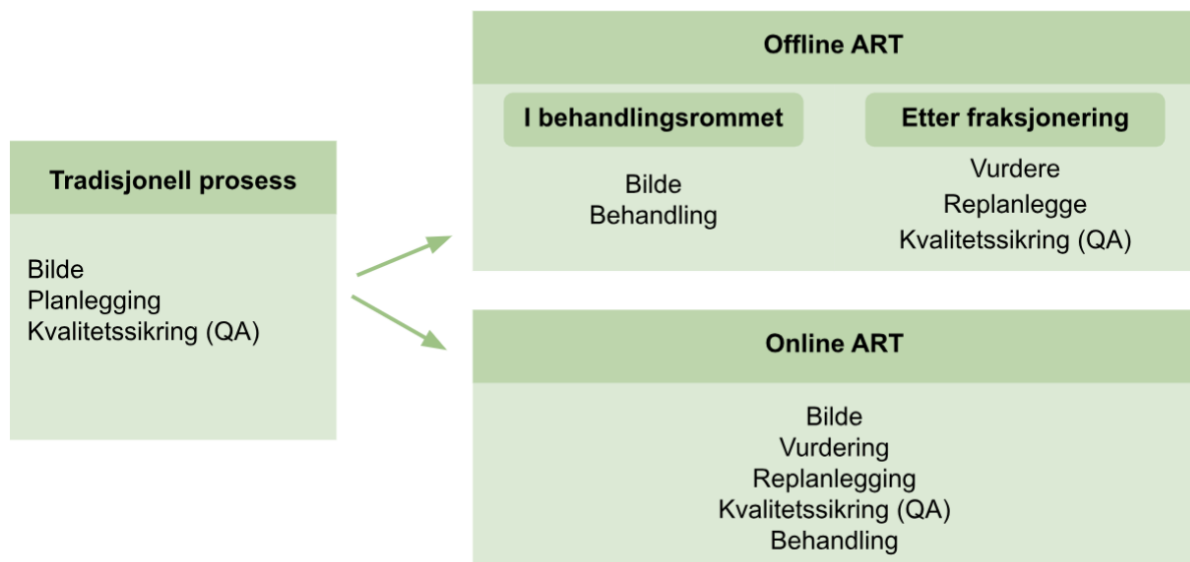 Tradisjonell prosess
Bilde
Planlegging
Kvalitetssikring (QA)
Offline ART
I behandlingsrommet
Bilde
Behandling
Etter fraksjonering
Vurdere
Replanlegge
Kvalitetssikring (QA)
Online ART
Bilde
Vurdering
Replanlegging
Kvalitetssikring (QA)
Behandling